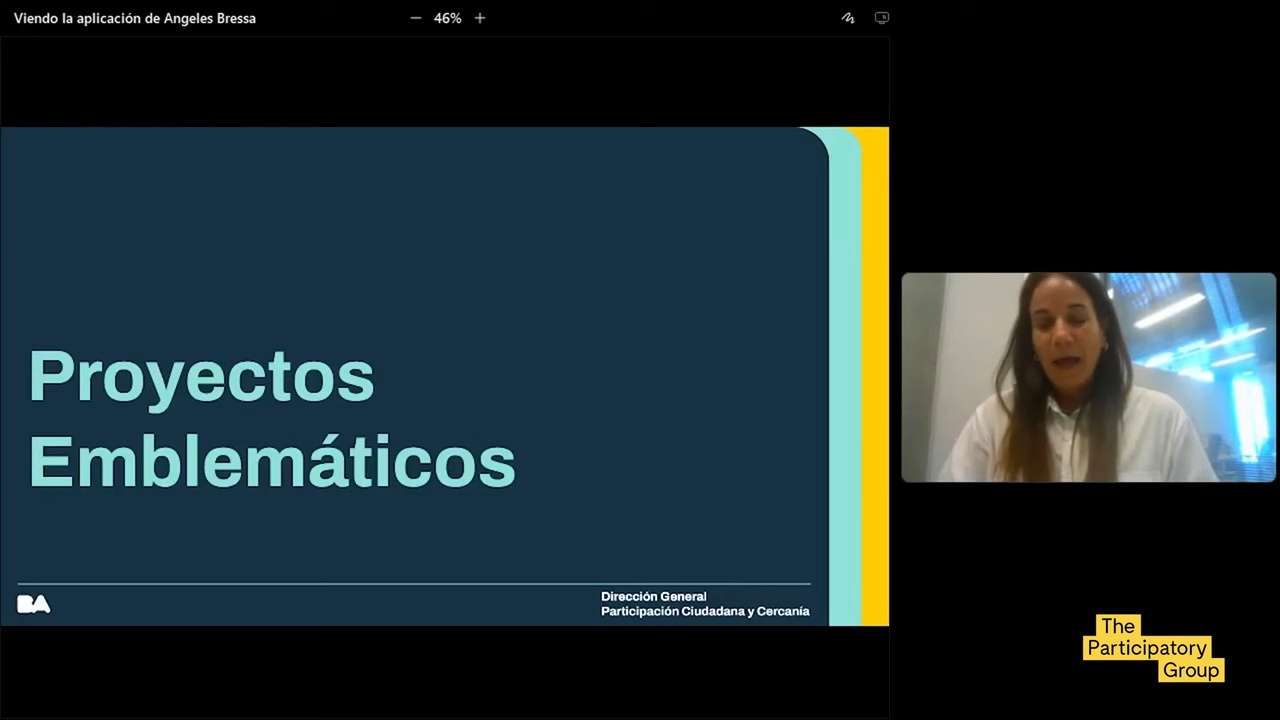 Viendo la aplicación de Angeles Bressa
46%
Proyectos
Emblemáticos
BA
Dirección General
Participación Ciudadana y Cercanía
The
Participatory
Group